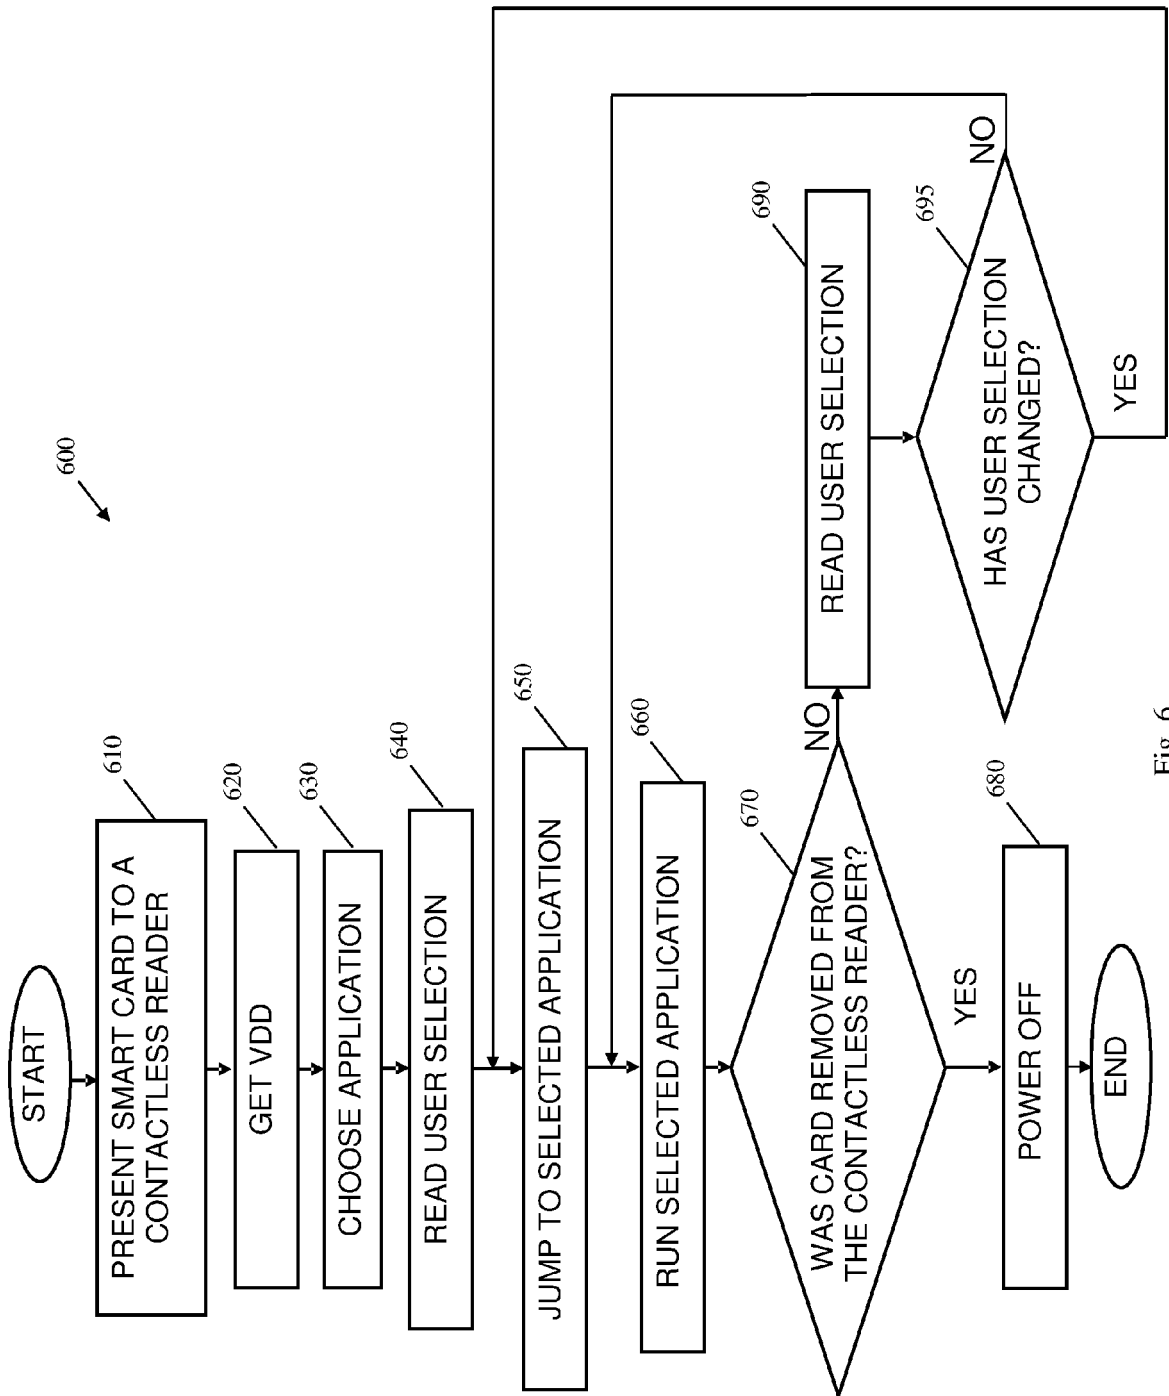 600
START
PRESENT SMART CARD TO A
CONTACTLESS READER
610
GET VDD
620
CHOOSE APPLICATION
630
READ USER SELECTION
640
JUMP TO SELECTED APPLICATION
650
RUN SELECTED APPLICATION
660
WAS CARD REMOVED FROM
THE CONTACTLESS READER?
670
NO
YES
READ USER SELECTION
690
HAS USER SELECTION
CHANGED?
695
NO
YES
POWER OFF
680
END
Fig. 6